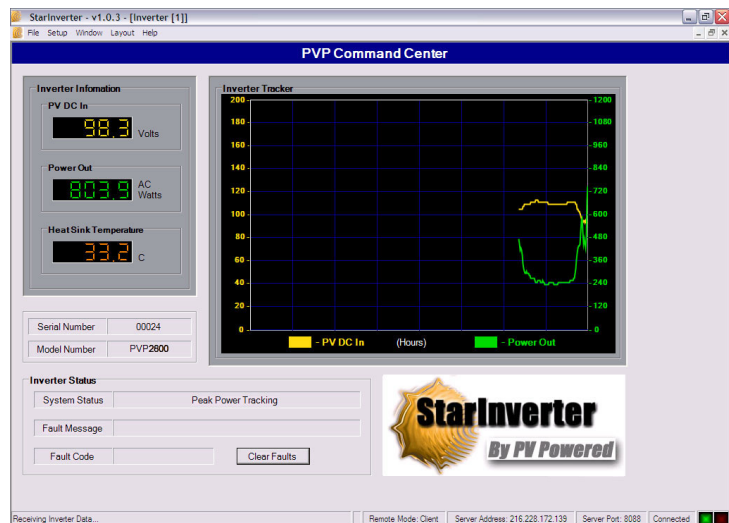 StarInverter - v1.0.3 - [Inverter [1]]
File Setup Window Layout Help
PVP Command Center
Inverter Infomation
PV DC In
98.3 Volts
Power Out
803.9 AC Watts
Heat Sink Temperature
33.2 C
Serial Number 00024
Model Number PVP2800
Inverter Tracker
200 1200
180 1080
160 960
140 840
120 720
100 600
80 480
60 360
40 240
20 120
0 0
- PV DC In (Hours) - Power Out
Inverter Status
System Status Peak Power Tracking
Fault Message
Fault Code Clear Faults
StarInverter
By PV Powered
Receiving Inverter Data... Remote Mode: Client Server Address: 216.228.172.139 Server Port: 8088 Connected